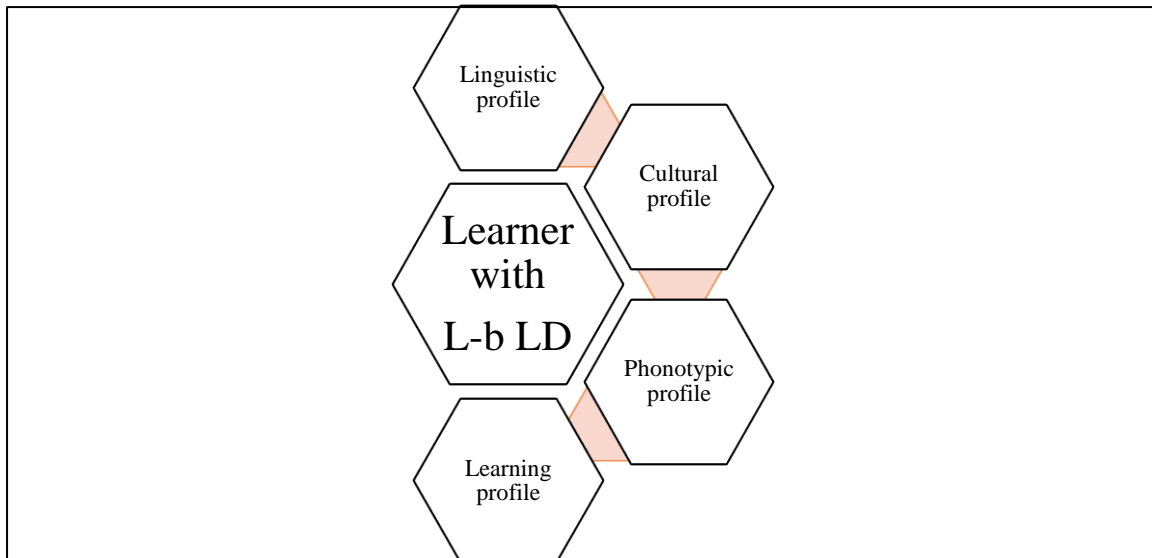 Linguistic
profile
Cultural
profile
Learner
with
L-b LD
Phonotypic
profile
Learning
profile